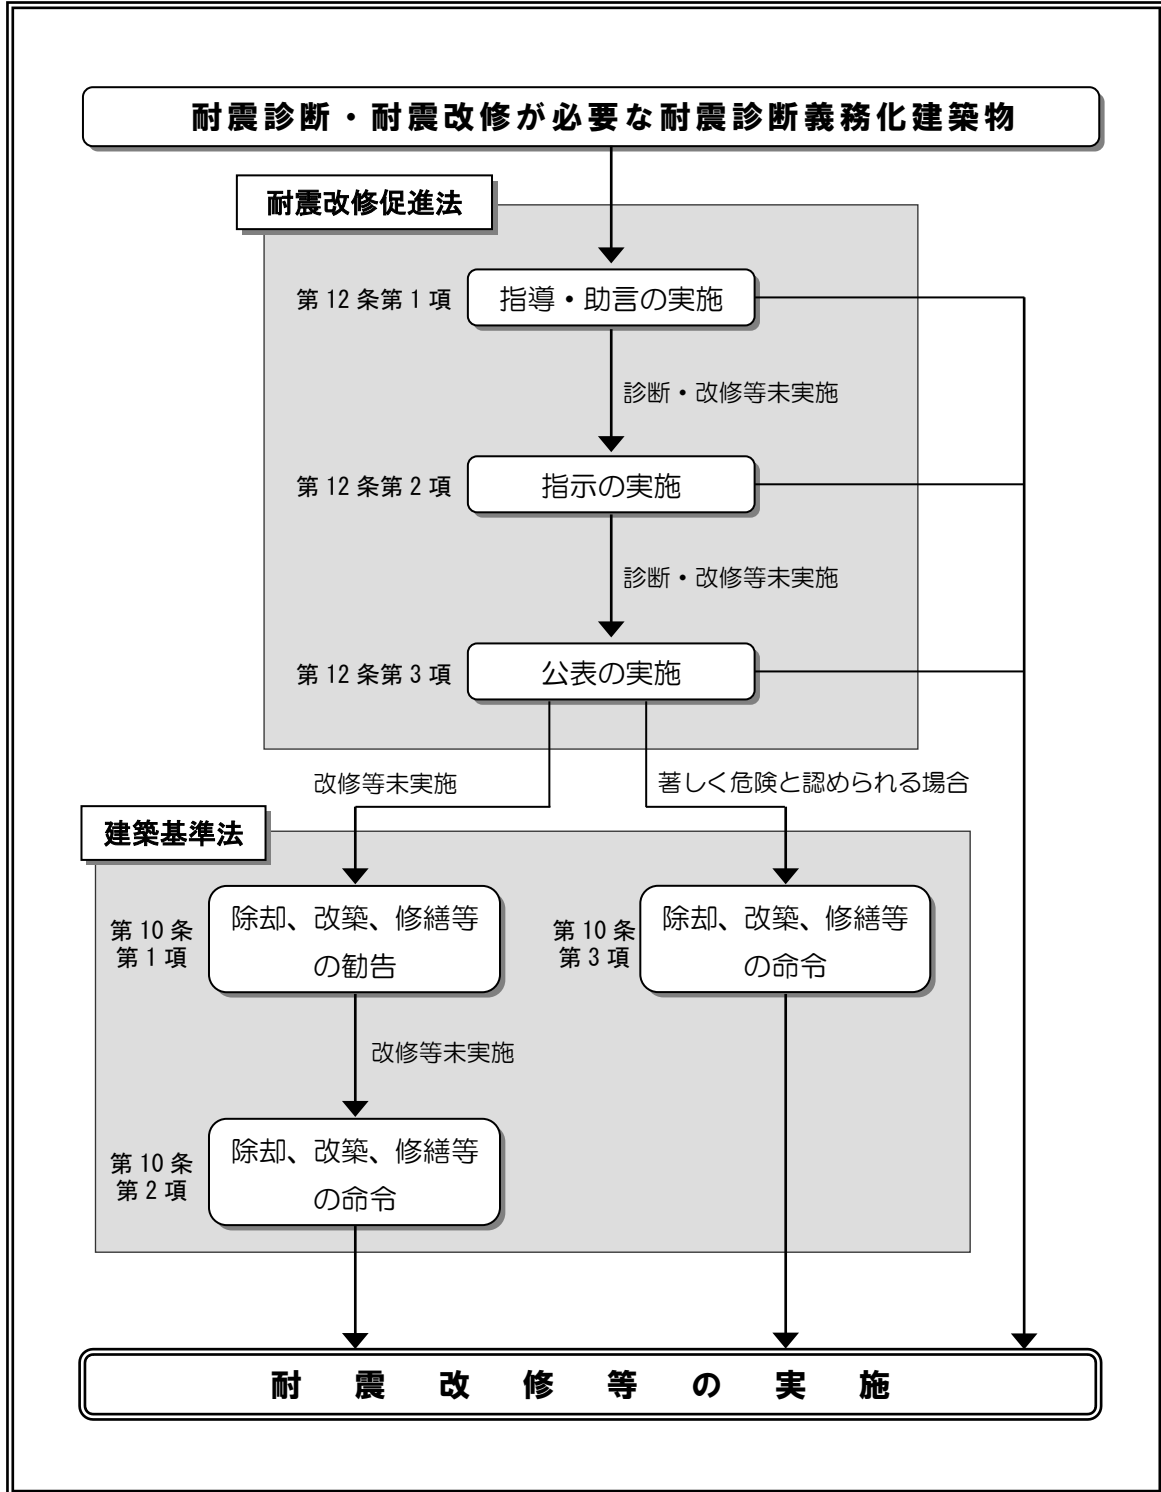 耐震診断・耐震改修が必要な耐震診断義務化建築物
耐震改修促進法
第12条第1項
指導・助言の実施
診断・改修等未実施
第12条第2項
指示の実施
診断・改修等未実施
第12条第3項
公表の実施
改修等未実施
著しく危険と認められる場合
建築基準法
第10条
第1項
除却、改築、修繕等
の勧告
第10条
第3項
除却、改築、修繕等
の命令
改修等未実施
第10条
第2項
除却、改築、修繕等
の命令
耐震改修等の実施